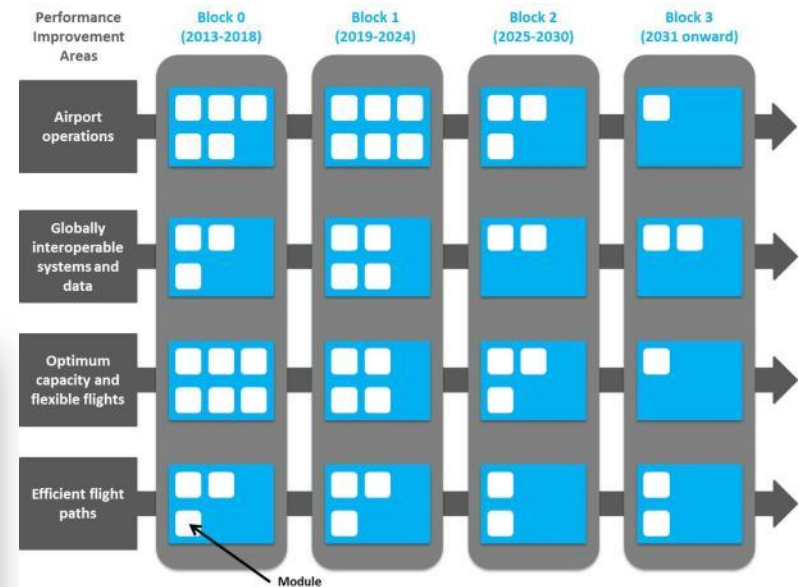 Performance
Improvement
Areas
Block 0
(2013-2018)
Block 1
(2019-2024)
Block 2
(2025-2030)
Block 3
(2031 onward)
Airport
operations
Globally
interoperable
systems and
data
Optimum
capacity and
flexible flights
Efficient flight
paths
Module